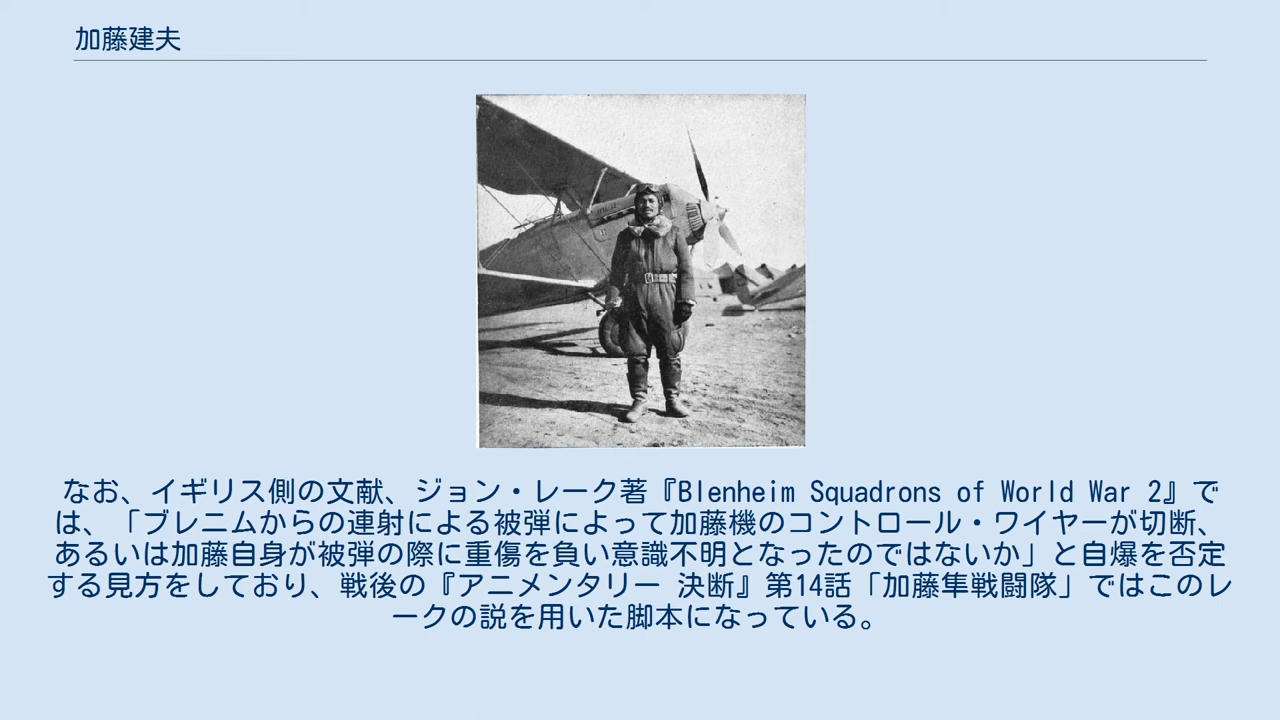 加藤建夫
なお、イギリス側の文献、ジョン・レーク著『Blenheim Squadrons of World War 2』で
は、「ブレニムからの連射による被弾によって加藤機のコントロール・ワイヤーが切断、
あるいは加藤自身が被弾の際に重傷を負い意識不明となったのではないか」と自爆を否定
する見方をしており、戦後の『アニメンタリー 決断』第14話「加藤隼戦闘隊」ではこのレ
ークの説を用いた脚本になっている。